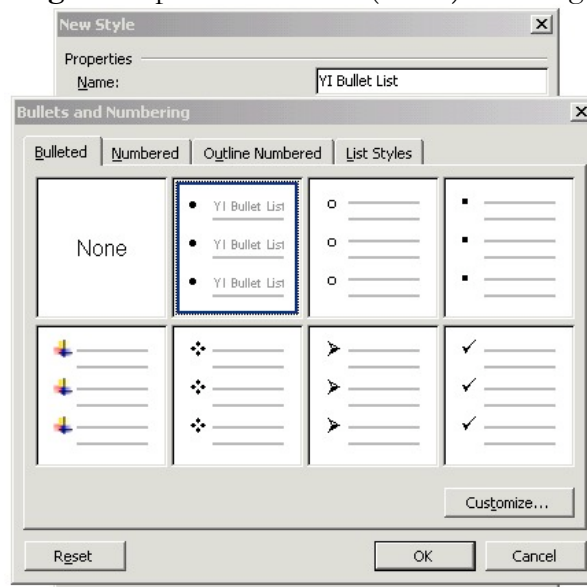 New Style
Properties
Name: YI Bullet List
Bullets and Numbering
Bulleted Numbered Outline Numbered List Styles
None
YI Bullet List
YI Bullet List
YI Bullet List
Customize...
Reset OK Cancel